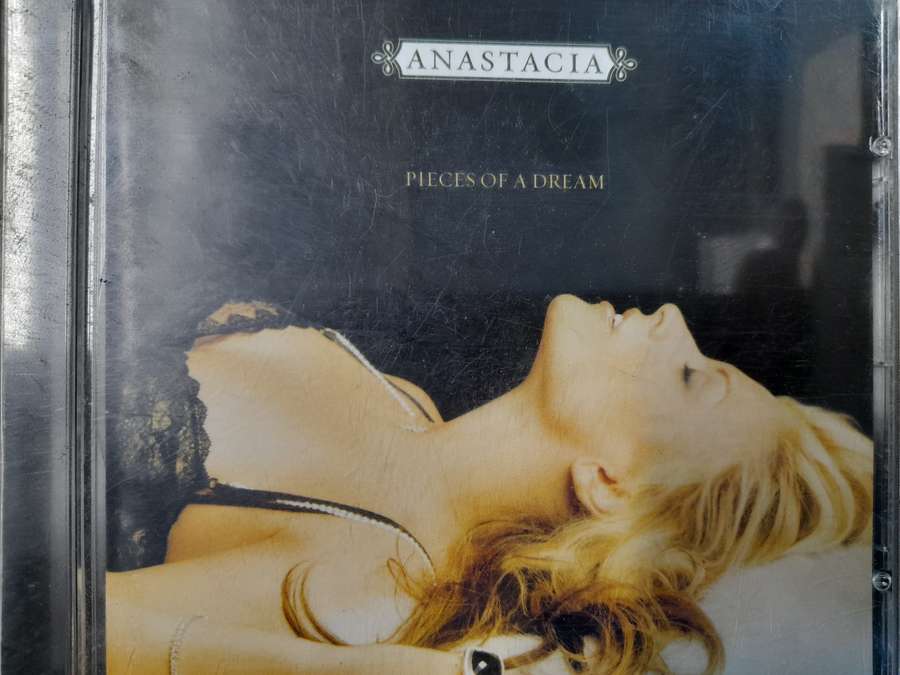 ANASTACIA
PIECES OF A DREAM